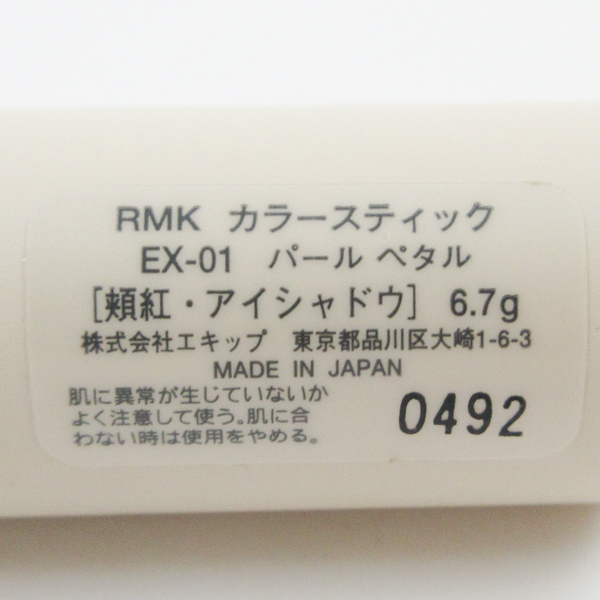 RMK カラースティック
EX-01 パール ペタル
[頬紅・アイシャドウ] 6.7g
株式会社エキップ 東京都品川区大崎1-6-3
MADE IN JAPAN
肌に異常が生じていないか
よく注意して使う。肌に合
わない時は使用をやめる。
0492